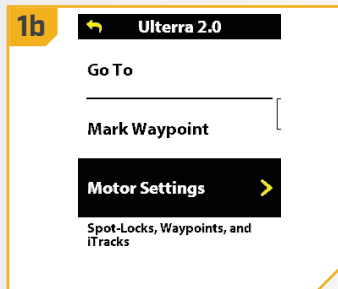 1b
Ulterra 2.0
Go To
Mark Waypoint
Motor Settings
Spot-Locks, Waypoints, and
iTracks